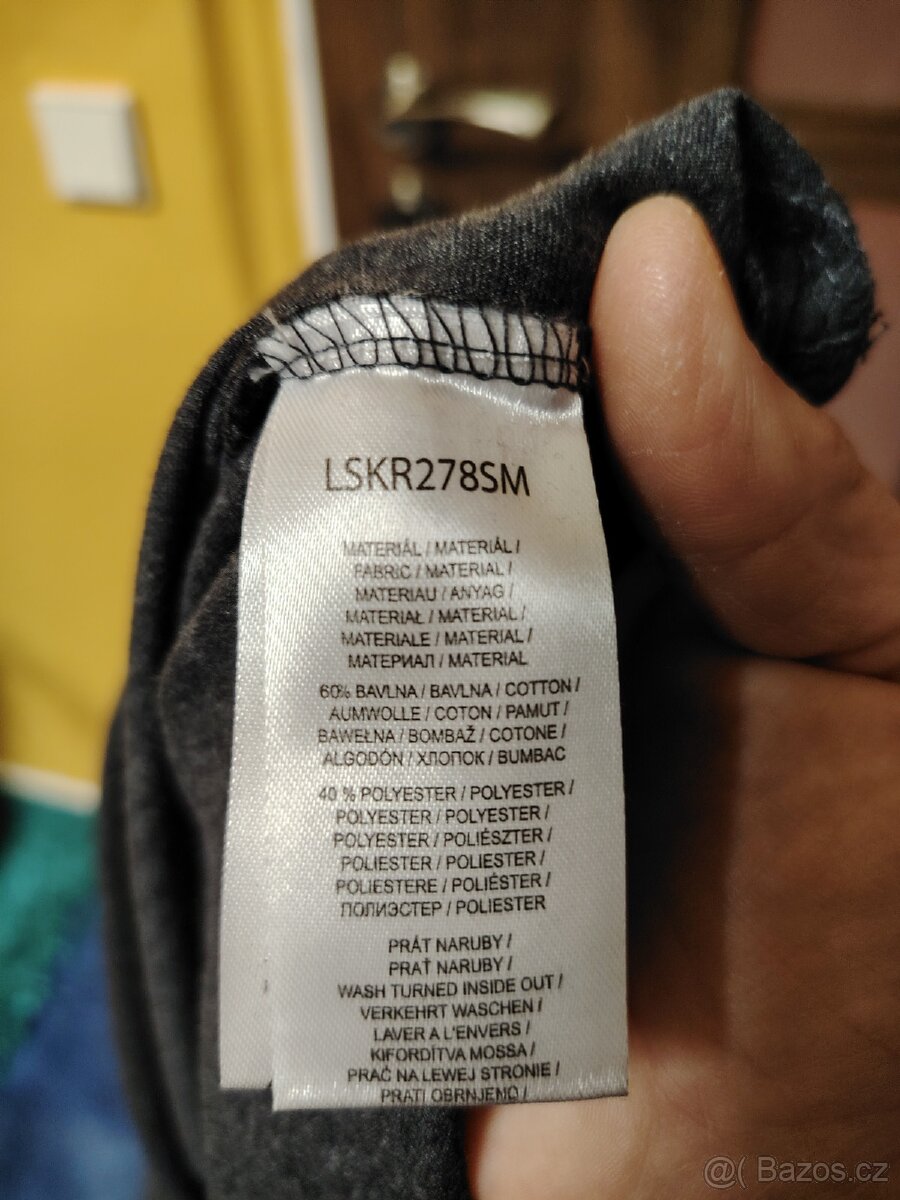 LSKR278SM
MATERIÁL / MATERIÁL /
FABRIC / MATERIAL /
MATERIAU / ANYAG /
MATERIAŁ / MATERIAL /
MATERIALE / MATERIAL /
МАТЕРИАЛ / MATERIAL
60% BAVLNA / BAVLNA / COTTON /
AUMWOLLE / COTON / PAMUT /
BAWEŁNA / BOMBAŽ / COTONE /
ALGODÓN / ХЛОПОК / BUMBAC
40 % POLYESTER / POLYESTER /
POLYESTER / POLYESTER /
POLYESTER / POLIÉSZTER /
POLIESTER / POLIESTER /
POLIESTERE / POLIÉSTER /
ПОЛИЭСТЕР / POLIESTER
PRÁT NARUBY /
PRAŤ NARUBY /
WASH TURNED INSIDE OUT /
VERKEHRT WASCHEN /
LAVER A L'ENVERS /
KIFORDÍTVA MOSSA /
PRAĆ NA LEWEJ STRONIE /
PRATI OBRNJENO /
@( Bazos.cz